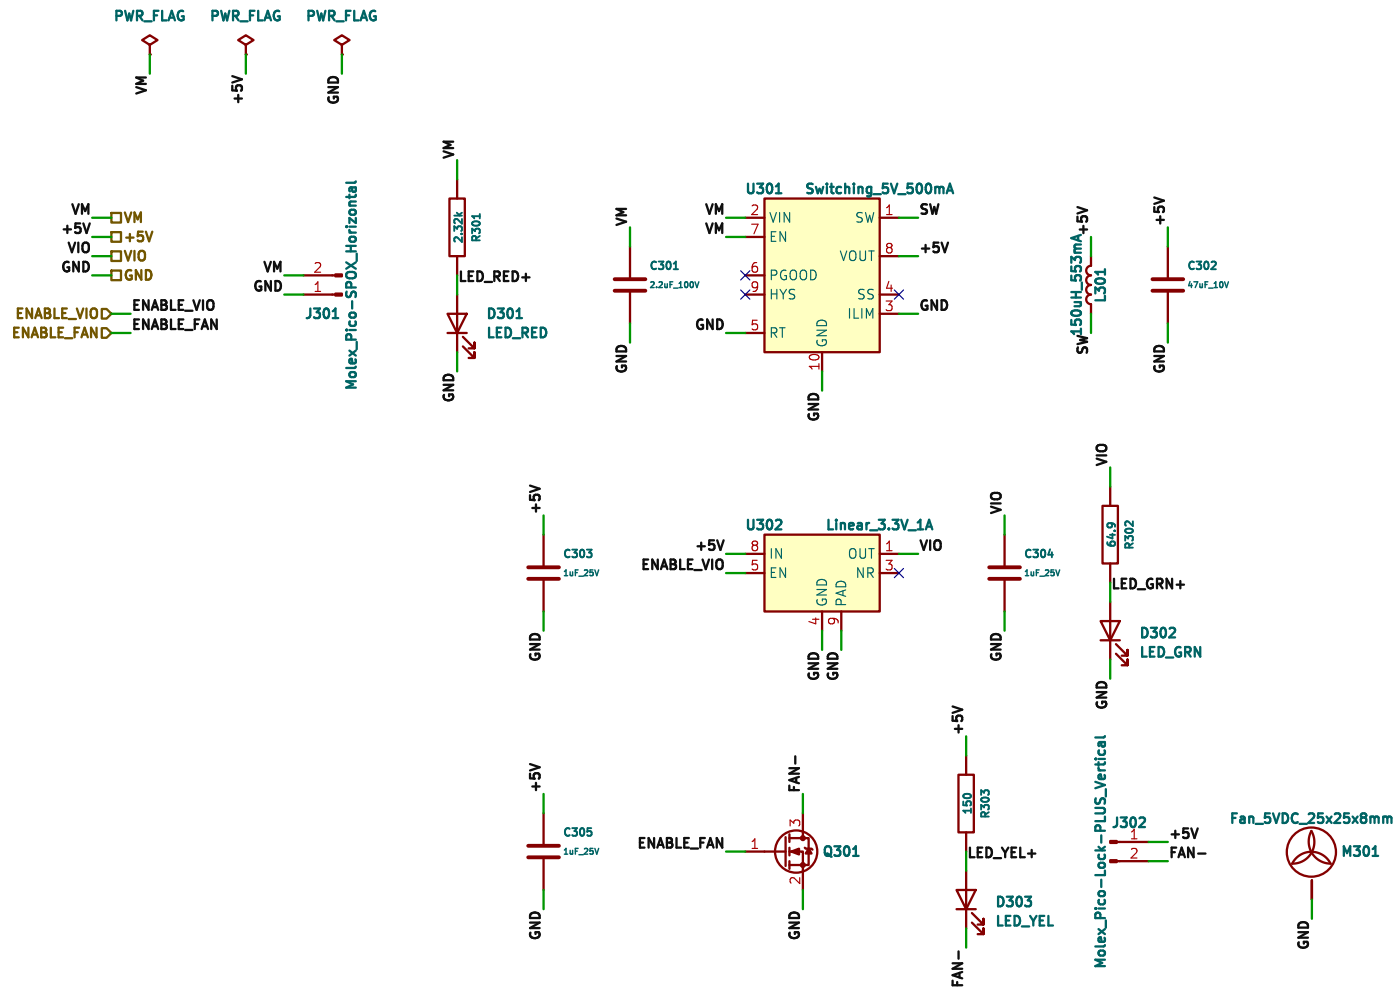 PWR_FLAG PWR_FLAG PWR_FLAG
VM +5V GND
VM VM
+5V +5V
VIO VIO
GND GND
ENABLE_VIO ENABLE_VIO
ENABLE_FAN ENABLE_FAN
VM 2
GND 1
J301
Molex_Pico-SPOX_Horizontal
VM
2.32k
R301
LED_RED+
D301
LED_RED
GND
VM
C301
2.2uF_100V
GND
U301 Switching_5V_500mA
VM 2 VIN SW 1 SW
VM 7 EN
VOUT 8 +5V
6 PGOOD
9 HYS SS 4
ILIM 3 GND
GND 5 RT
GND
10
GND
+5V
150uH_553mA
L301
SW
+5V
C302
47uF_10V
GND
+5V
C303
1uF_25V
GND
U302 Linear_3.3V_1A
+5V 8 IN OUT 1 VIO
ENABLE_VIO 5 EN NR 3
GND PAD
4 9
GND GND
VIO
C304
1uF_25V
GND
VIO
64.9
R302
LED_GRN+
D302
LED_GRN
GND
+5V
C305
1uF_25V
GND
FAN-
3
ENABLE_FAN 1
Q301
2
GND
+5V
150
R303
LED_YEL+
D303
LED_YEL
FAN-
Molex_Pico-Lock-PLUS_Vertical
J302
1 +5V
2 FAN-
Fan_5VDC_25x25x8mm
M301
GND